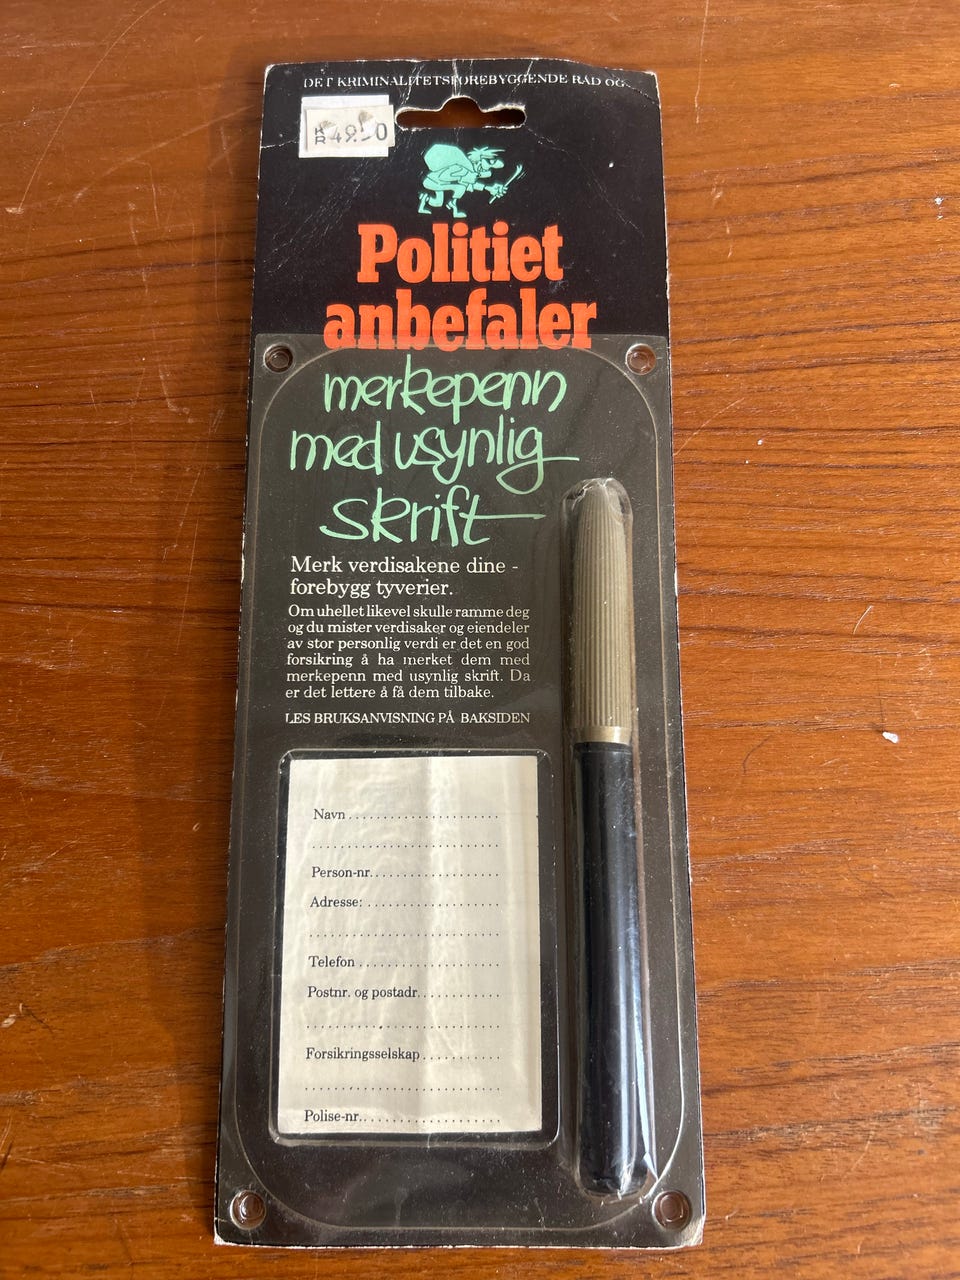 DET KRIMINALITETSFOREBYGGENDE RÅD OG
KR 49.50
Politiet
anbefaler
merkepenn
med usynlig
skrift
Merk verdisakene dine -
forebygg tyverier.
Om uhellet likevel skulle ramme deg
og du mister verdisaker og eiendeler
av stor personlig verdi er det en god
forsikring å ha merket dem med
merkepenn med usynlig skrift. Da
er det lettere å få dem tilbake.
LES BRUKSANVISNING PÅ BAKSIDEN
Navn
Person-nr.
Adresse:
Telefon
Postnr. og postadr.
Forsikringsselskap
Polise-nr.